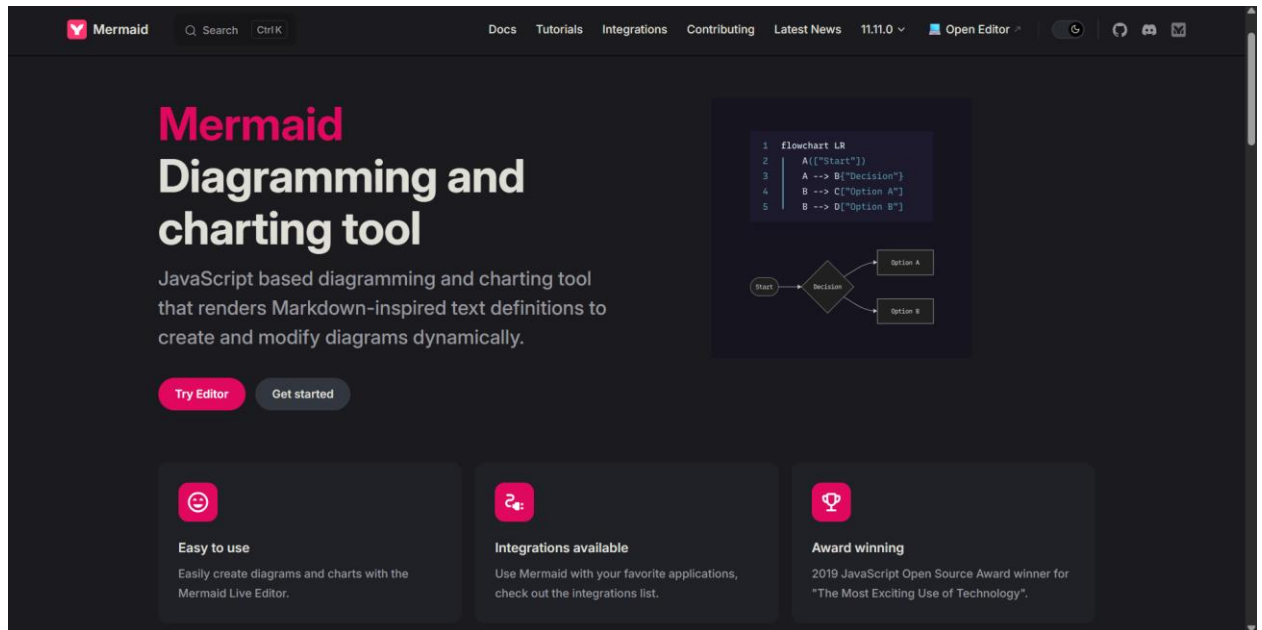 Mermaid
Search Ctrl K
Docs Tutorials Integrations Contributing Latest News 11.11.0 Open Editor
Mermaid
Diagramming and
charting tool
JavaScript based diagramming and charting tool
that renders Markdown-inspired text definitions to
create and modify diagrams dynamically.
Try Editor Get started
1 flowchart LR
2 A(["Start"])
3 A --> B{"Decision"}
4 B --> C["Option A"]
5 B --> D["Option B"]
Start
Decision
Option A
Option B
Easy to use
Easily create diagrams and charts with the
Mermaid Live Editor.
Integrations available
Use Mermaid with your favorite applications,
check out the integrations list.
Award winning
2019 JavaScript Open Source Award winner for
"The Most Exciting Use of Technology".